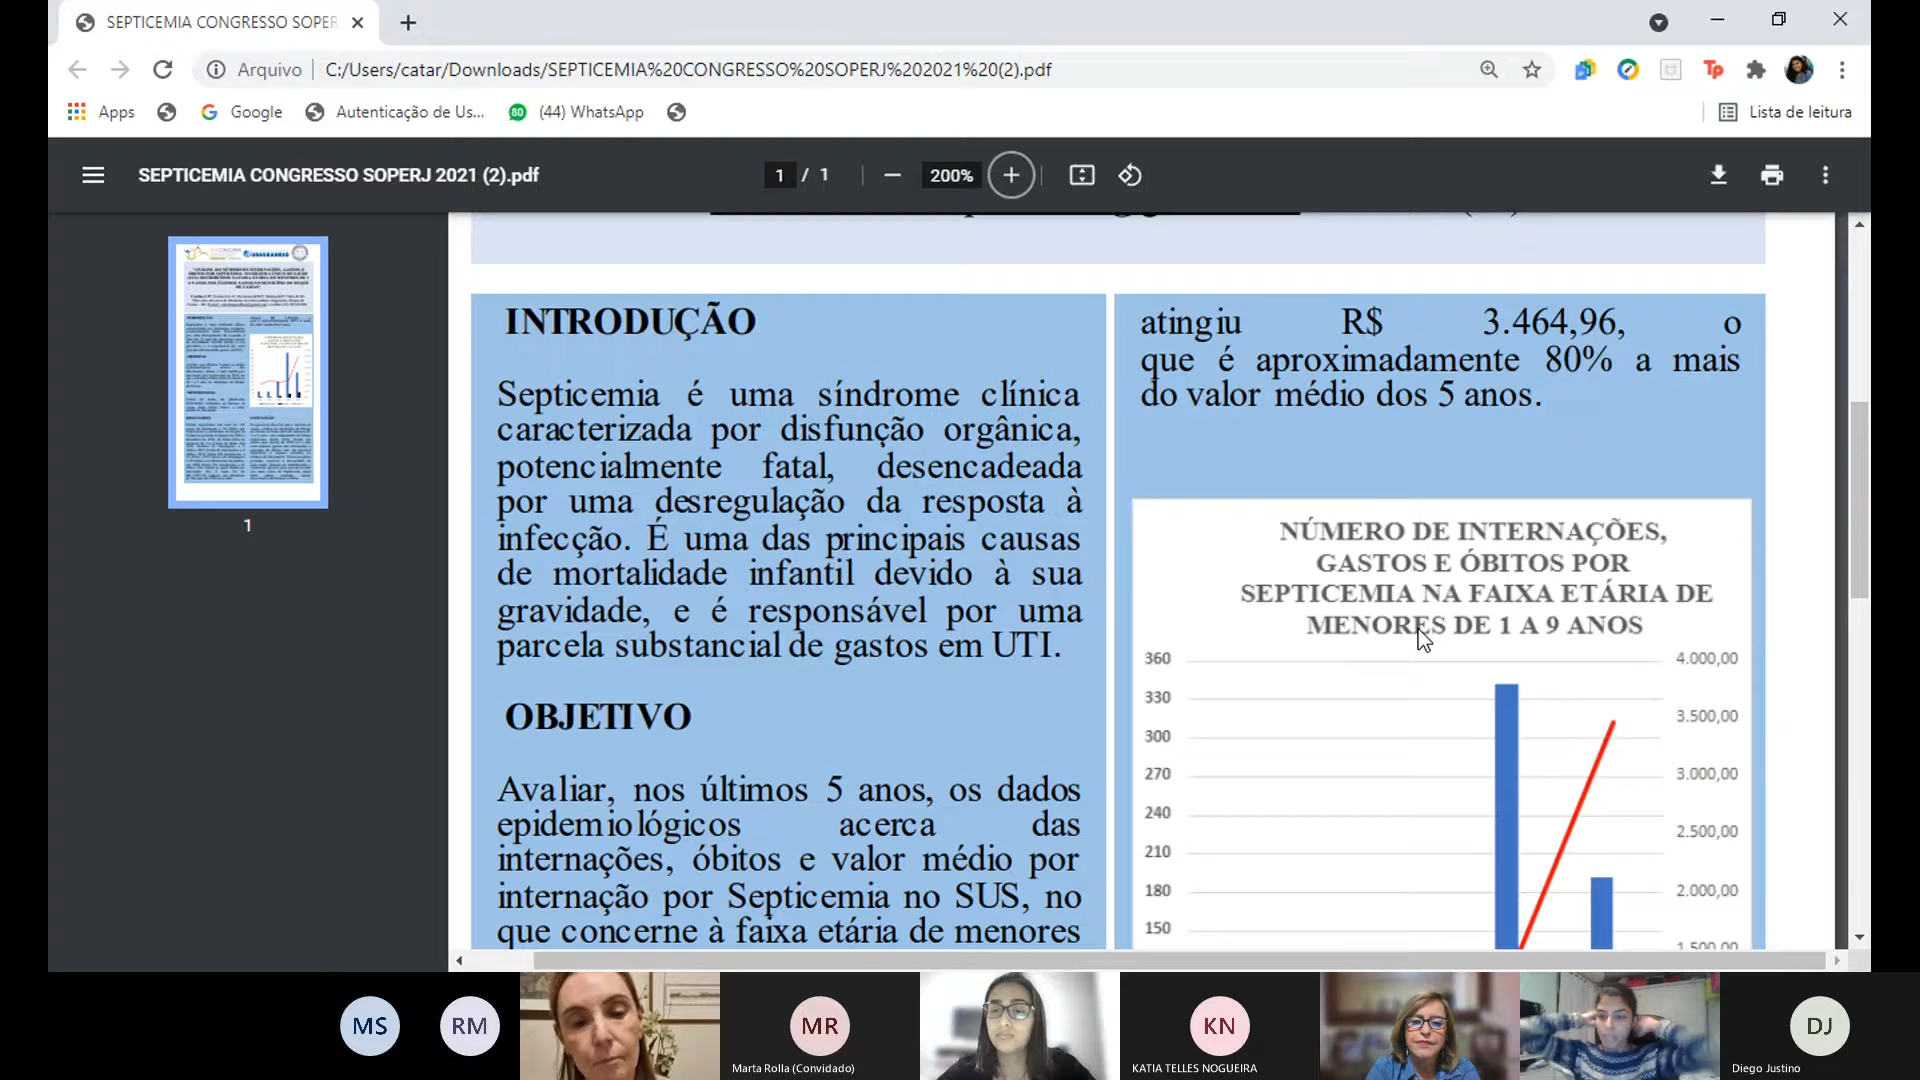 SEPTICEMIA CONGRESSO SOPER
Arquivo
C:/Users/catar/Downloads/SEPTICEMIA%20CONGRESSO%20SOPERJ%202021%20(2).pdf
Apps
Google
Autenticação de Us...
80
(44) WhatsApp
Lista de leitura
SEPTICEMIA CONGRESSO SOPERJ 2021 (2).pdf
1 / 1
200%
1
INTRODUÇÃO
Septicemia é uma síndrome clínica
caracterizada por disfunção orgânica,
potencialmente fatal, desencadeada
por uma desregulação da resposta à
infecção. É uma das principais causas
de mortalidade infantil devido à sua
gravidade, e é responsável por uma
parcela substancial de gastos em UTI.
OBJETIVO
Avaliar, nos últimos 5 anos, os dados
epidemiológicos acerca das
internações, óbitos e valor médio por
internação por Septicemia no SUS, no
que concerne à faixa etária de menores
atingiu R$ 3.464,96, o
que é aproximadamente 80% a mais
do valor médio dos 5 anos.
NÚMERO DE INTERNAÇÕES,
GASTOS E ÓBITOS POR
SEPTICEMIA NA FAIXA ETÁRIA DE
MENORES DE 1 A 9 ANOS
360
330
300
270
240
210
180
150
4.000,00
3.500,00
3.000,00
2.500,00
2.000,00
1.500,00
MS
RM
MR
Marta Rolla (Convidado)
KN
KATIA TELLES NOGUEIRA
DJ
Diego Justino